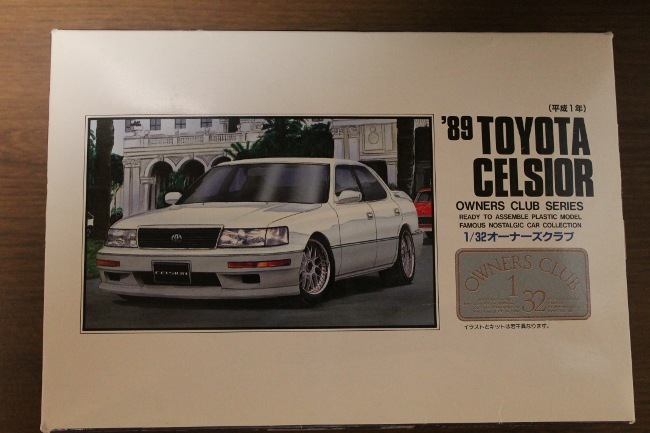 (平成1年)
'89 TOYOTA
CELSIOR
OWNERS CLUB SERIES
READY TO ASSEMBLE PLASTIC MODEL
FAMOUS NOSTALGIC CAR COLLECTION
1/32オーナーズクラブ
OWNERS CLUB
1
32
イラストとキットは若干異なります。
CELSIOR